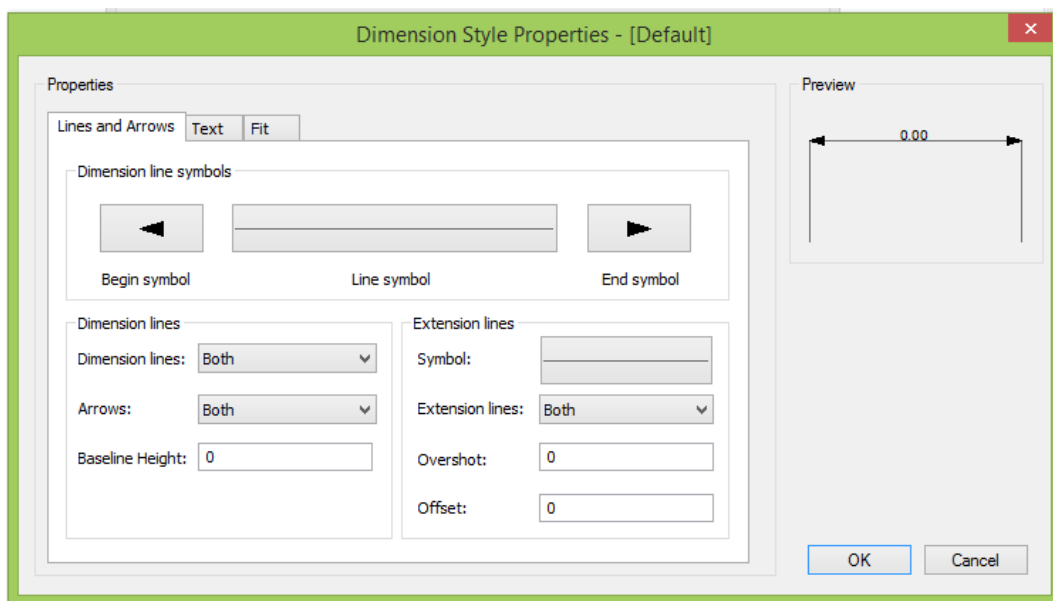 Dimension Style Properties - [Default]
Properties
Lines and Arrows Text Fit
Dimension line symbols
Begin symbol Line symbol End symbol
Dimension lines
Dimension lines: Both
Arrows: Both
Baseline Height: 0
Extension lines
Symbol:
Extension lines: Both
Overshot: 0
Offset: 0
Preview
0.00
OK Cancel